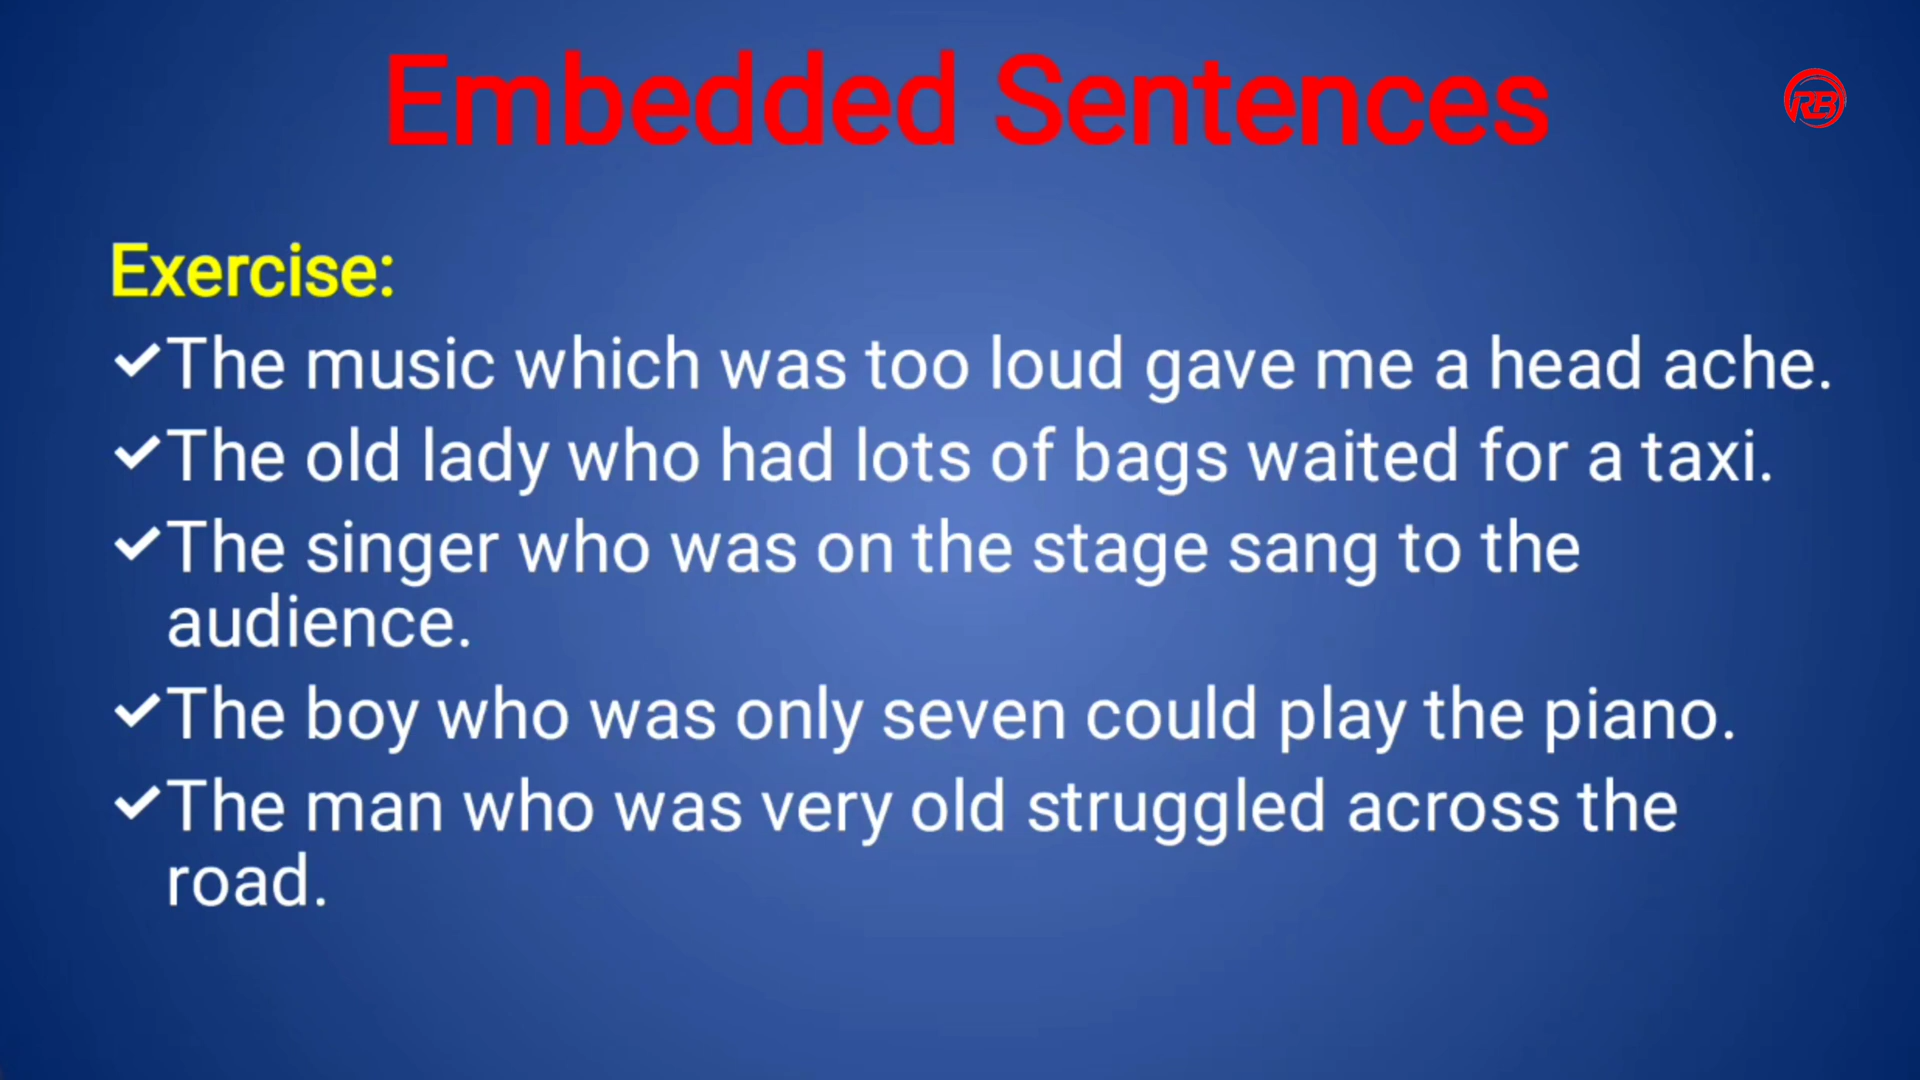 Embedded Sentences
RB
Exercise:
✔The music which was too loud gave me a head ache.
✔The old lady who had lots of bags waited for a taxi.
✔The singer who was on the stage sang to the
audience.
✔The boy who was only seven could play the piano.
✔The man who was very old struggled across the
road.